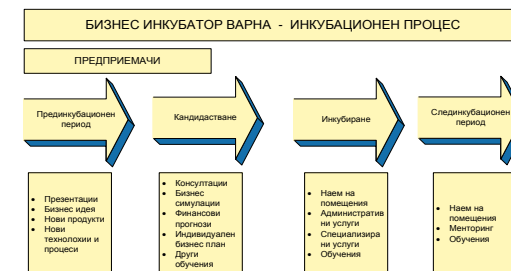 БИЗНЕС ИНКУБАТОР ВАРНА - ИНКУБАЦИОНЕН ПРОЦЕС
ПРЕДПРИЕМАЧИ
Прединкубационен
период
Кандидастване
Инкубиране
Слединкубационен
период
• Презентации
• Бизнес идея
• Нови продукти
• Нови
технолохии и
процеси
• Консултации
• Бизнес
симулации
• Финансови
прогнози
• Индивидуален
бизнес план
• Други
обучения
• Наем на
помещения
• Административ
ни услуги
• Специализира
ни услуги
• Обучения
• Наем на
помещения
• Менторинг
• Обучения